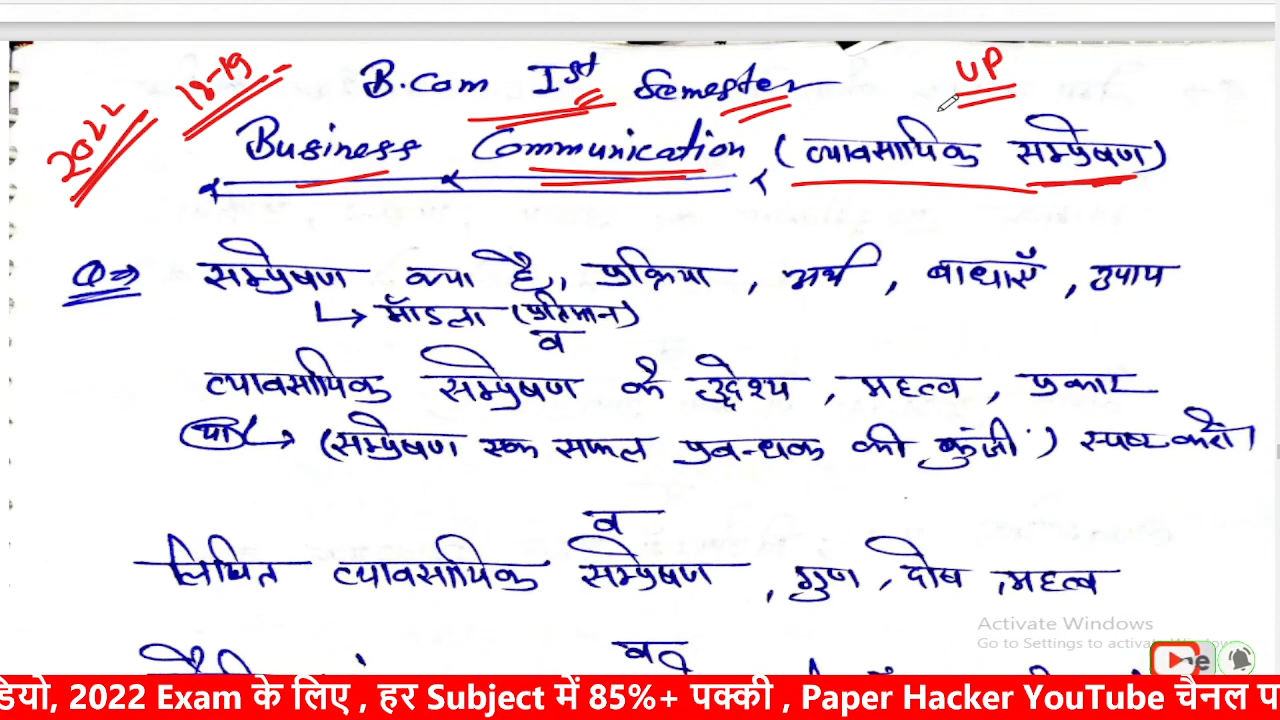 2022 18-19 B.Com Ist Semester UP
Business Communication (व्यावसायिक सम्प्रेषण)
Q⇒ सम्प्रेषण क्या है, प्रक्रिया, अर्थ, बाधाएँ, उपाय
↳ मॉडल (प्रतिमान)
व
व्यावसायिक सम्प्रेषण के उद्देश्य, महत्व, प्रकार
या ↳ (सम्प्रेषण एक सफल प्रबन्धक की कुंजी) स्पष्ट करो।
व
लिखित व्यावसायिक सम्प्रेषण, गुण, दोष, महत्व
व
Activate Windows
Go to Settings to activate Windows
डियो, 2022 Exam के लिए , हर Subject में 85%+ पक्की , Paper Hacker YouTube चैनल प